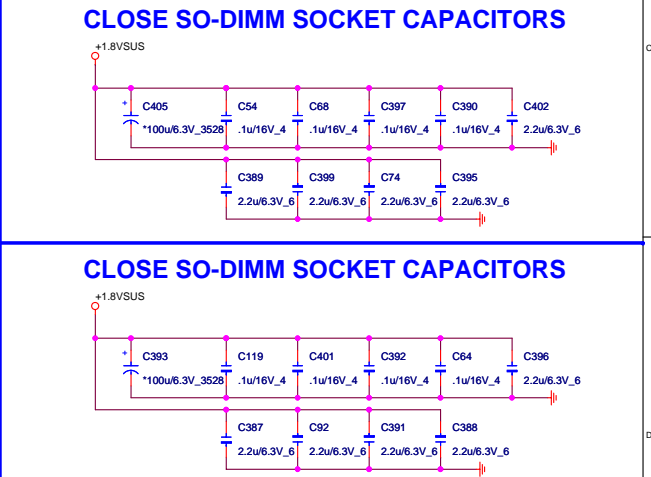 CLOSE SO-DIMM SOCKET CAPACITORS
+1.8VSUS
C
+ C405 C54 C68 C397 C390 C402
*100u/6.3V_3528 .1u/16V_4 .1u/16V_4 .1u/16V_4 .1u/16V_4 2.2u/6.3V_6
C389 C399 C74 C395
2.2u/6.3V_6 2.2u/6.3V_6 2.2u/6.3V_6 2.2u/6.3V_6
CLOSE SO-DIMM SOCKET CAPACITORS
+1.8VSUS
+ C393 C119 C401 C392 C64 C396
*100u/6.3V_3528 .1u/16V_4 .1u/16V_4 .1u/16V_4 .1u/16V_4 2.2u/6.3V_6
C387 C92 C391 C388
D
2.2u/6.3V_6 2.2u/6.3V_6 2.2u/6.3V_6 2.2u/6.3V_6